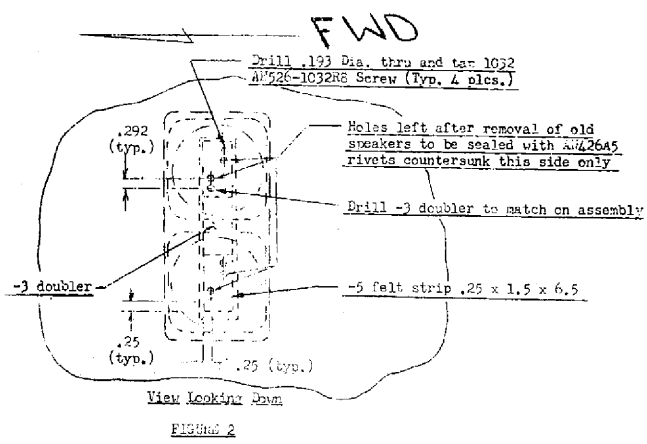 FWD
Drill .193 Dia. thru and tap 1032
AN526-1032R8 Screw (Typ. 4 plcs.)
.292
(typ.)
Holes left after removal of old
speakers to be sealed with AN426A5
rivets countersunk this side only
Drill -3 doubler to match on assembly
-3 doubler
-5 felt strip .25 x 1.5 x 6.5
.25
(typ.)
.25 (typ.)
View Looking Down
FIGURE 2